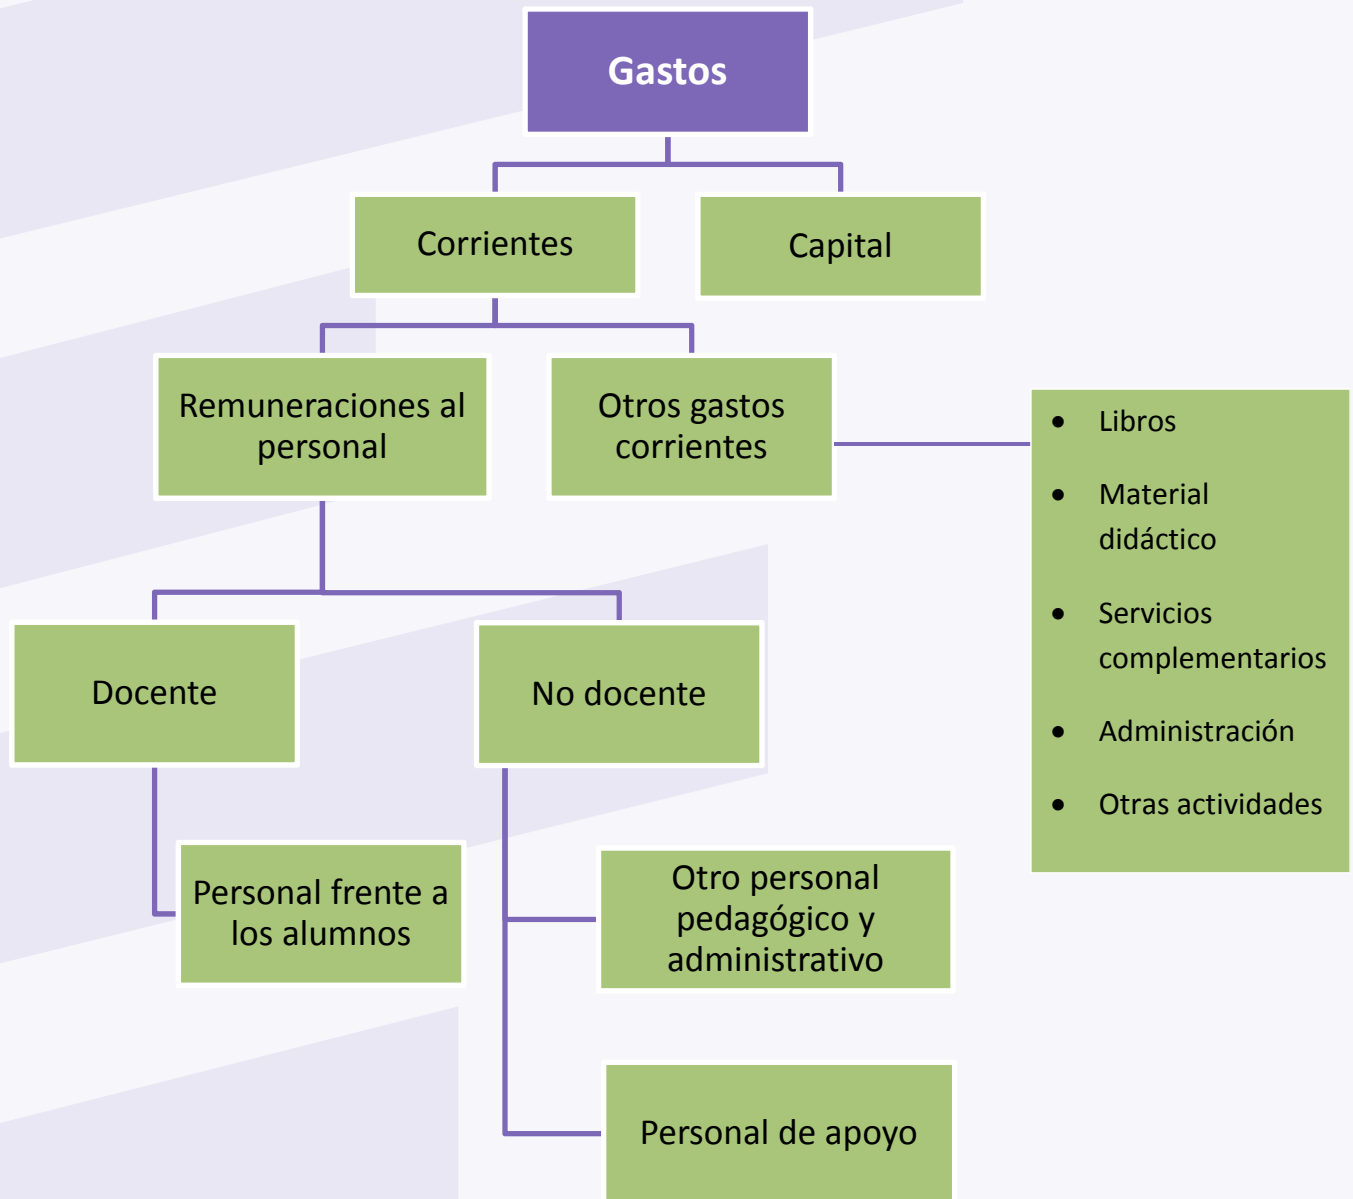 Gastos
Corrientes
Capital
Remuneraciones al
personal
Otros gastos
corrientes
• Libros
• Material
didáctico
• Servicios
complementarios
• Administración
• Otras actividades
Docente
No docente
Personal frente a
los alumnos
Otro personal
pedagógico y
administrativo
Personal de apoyo